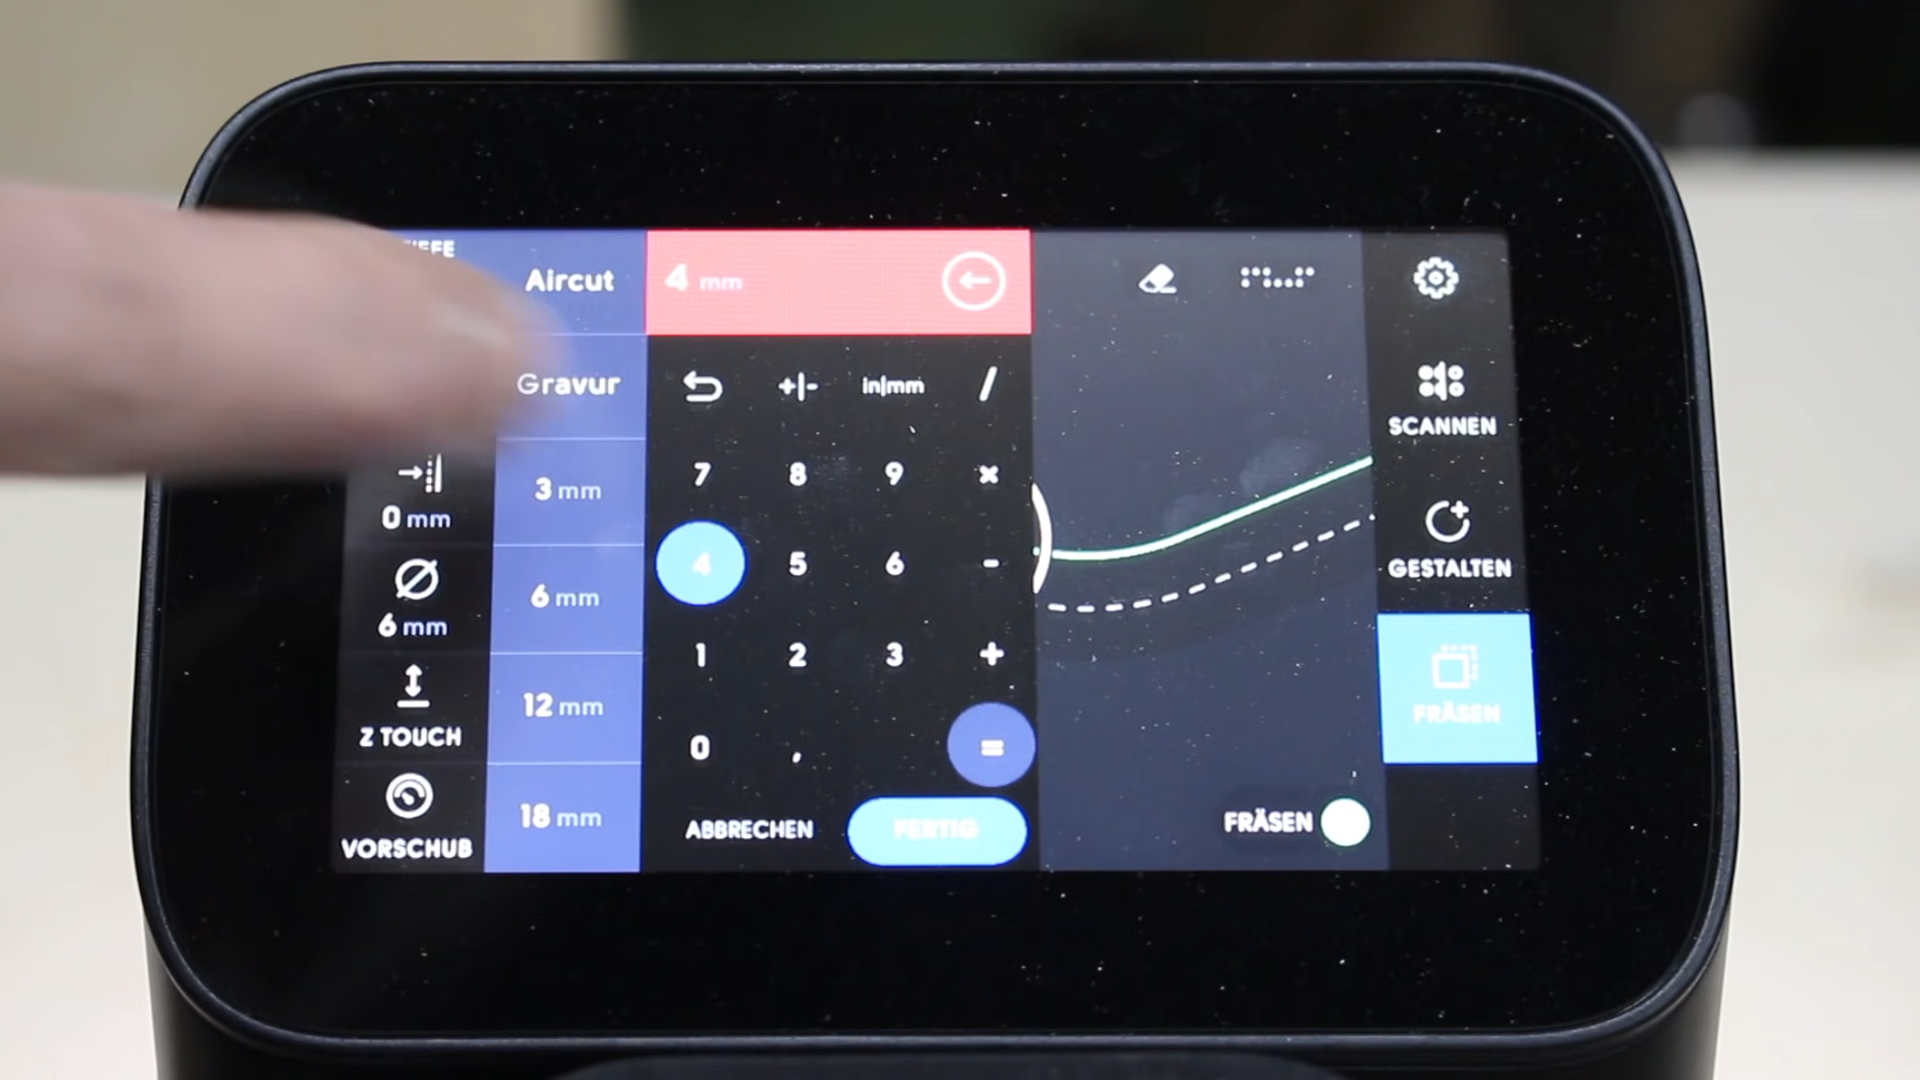 Aircut
Gravur
3 mm
6 mm
12 mm
18 mm
0 mm
6 mm
Z TOUCH
VORSCHUB
4 mm
+|- in|mm /
7 8 9 ×
4 5 6 -
1 2 3 +
0 , =
ABBRECHEN FERTIG
FRÄSEN
SCANNEN
GESTALTEN
FRÄSEN